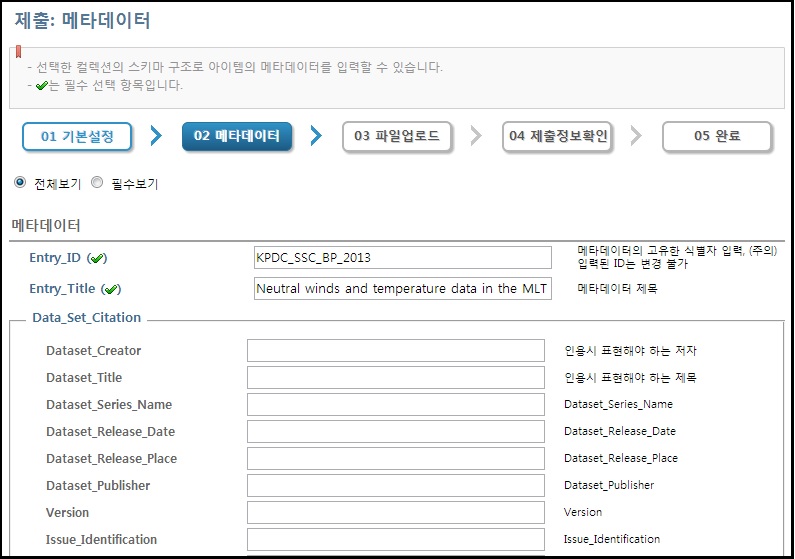 제출: 메타데이터
- 선택한 컬렉션의 스키마 구조로 아이템의 메타데이터를 입력할 수 있습니다.
- ✔는 필수 선택 항목입니다.
01 기본설정 02 메타데이터 03 파일업로드 04 제출정보확인 05 완료
전체보기 필수보기
메타데이터
Entry_ID (✔) KPDC_SSC_BP_2013 메타데이터의 고유한 식별자 입력, (주의)
입력된 ID는 변경 불가
Entry_Title (✔) Neutral winds and temperature data in the MLT 메타데이터 제목
Data_Set_Citation
Dataset_Creator 인용시 표현해야 하는 저자
Dataset_Title 인용시 표현해야 하는 제목
Dataset_Series_Name Dataset_Series_Name
Dataset_Release_Date Dataset_Release_Date
Dataset_Release_Place Dataset_Release_Place
Dataset_Publisher Dataset_Publisher
Version Version
Issue_Identification Issue_Identification